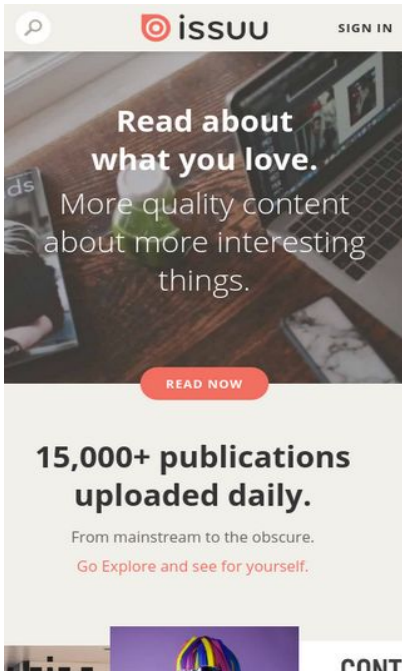 issuu
SIGN IN
Read about
what you love.
More quality content
about more interesting
things.
READ NOW
15,000+ publications
uploaded daily.
From mainstream to the obscure.
Go Explore and see for yourself.
CONT